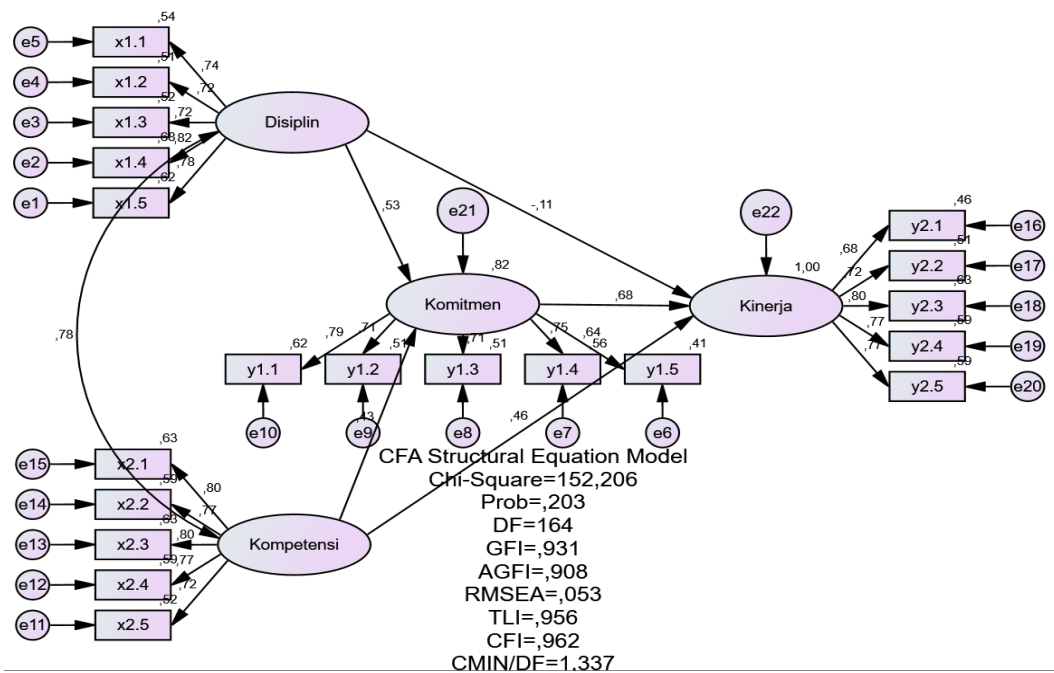 ,54
e5 x1.1
,51 ,74
e4 x1.2
,52 ,72
e3 x1.3 ,72
,68 ,82
e2 x1.4
,62 ,78
e1 x1.5
Disiplin
,53
-,11
e21
e22
,82
1,00
Komitmen
,68
Kinerja
,46
y2.1 e16
,68 ,51
y2.2 e17
,72 ,63
,80 y2.3 e18
,59
,77 y2.4 e19
,77 ,59
y2.5 e20
,78
,79 ,71 ,71 ,75 ,64
,62 ,51 ,51 ,56 ,41
y1.1 y1.2 y1.3 y1.4 y1.5
e10 e9 e8 e7 e6
,43
,46
,63
e15 x2.1
,59 ,80
e14 x2.2
,63 ,77
e13 x2.3 ,80
,59 ,77
e12 x2.4
,52 ,72
e11 x2.5
Kompetensi
CFA Structural Equation Model
Chi-Square=152,206
Prob=,203
DF=164
GFI=,931
AGFI=,908
RMSEA=,053
TLI=,956
CFI=,962
CMIN/DF=1,337